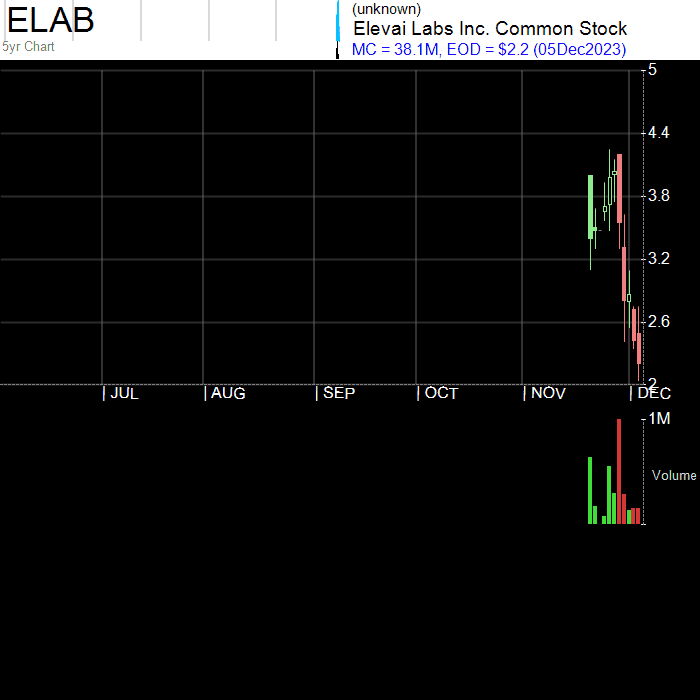 ELAB
5yr Chart
(unknown)
Elevai Labs Inc. Common Stock
MC = 38.1M, EOD = $2.2 (05Dec2023)
5
4.4
3.8
3.2
2.6
2
JUL
AUG
SEP
OCT
NOV
DEC
1M
Volume